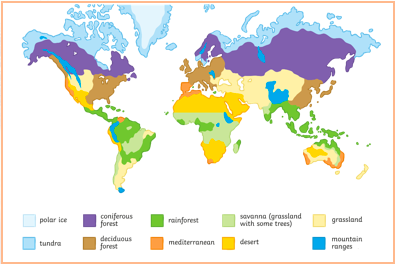 polar ice
coniferous
forest
rainforest
savanna (grassland
with some trees)
grassland
tundra
deciduous
forest
mediterranean
desert
mountain
ranges